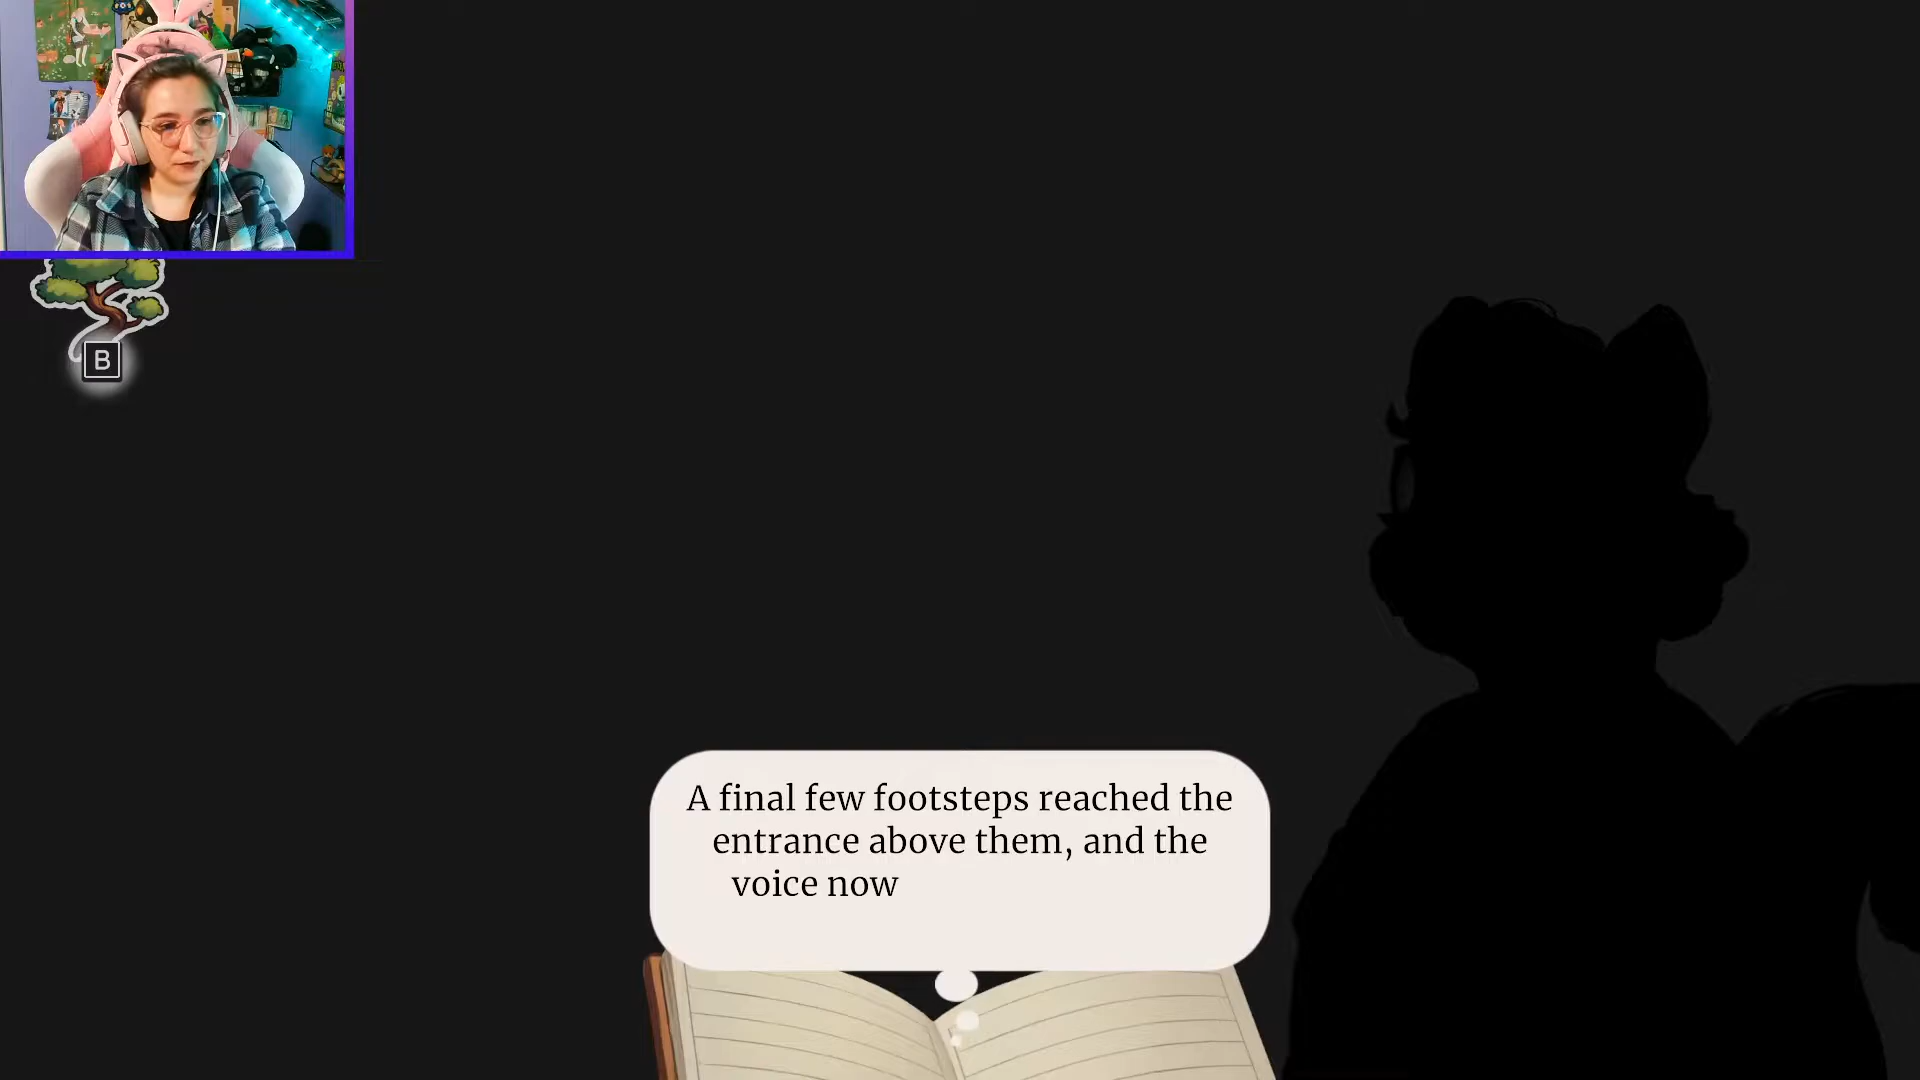 B
A final few footsteps reached the
entrance above them, and the
voice now